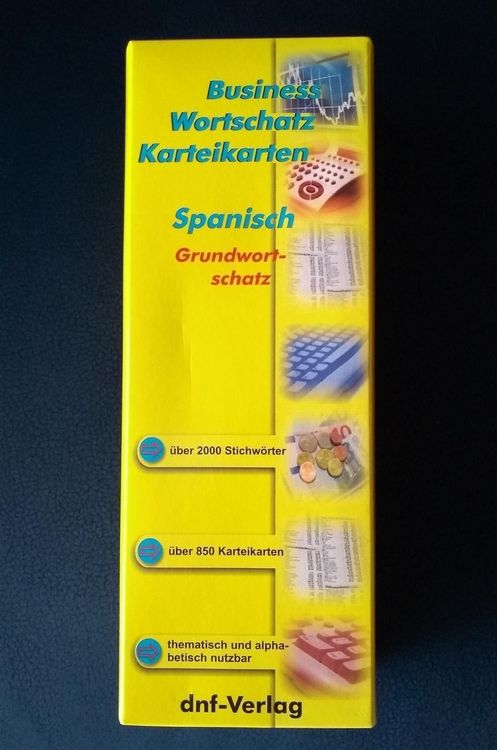 Business
Wortschatz
Karteikarten
Spanisch
Grundwort-
schatz
über 2000 Stichwörter
über 850 Karteikarten
thematisch und alpha-
betisch nutzbar
dnf-Verlag